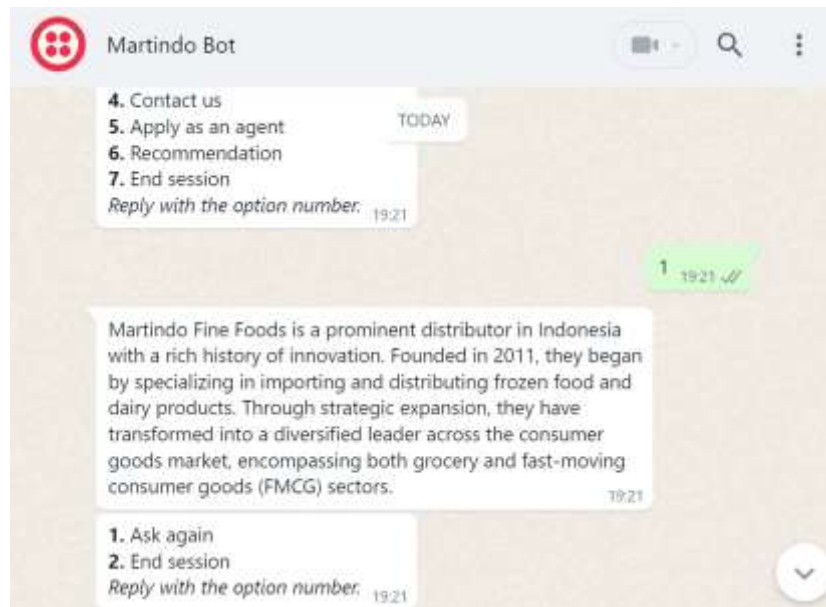 Martindo Bot
4. Contact us
TODAY
5. Apply as an agent
6. Recommendation
7. End session
Reply with the option number. 19:21
1 19:21
Martindo Fine Foods is a prominent distributor in Indonesia
with a rich history of innovation. Founded in 2011, they began
by specializing in importing and distributing frozen food and
dairy products. Through strategic expansion, they have
transformed into a diversified leader across the consumer
goods market, encompassing both grocery and fast-moving
consumer goods (FMCG) sectors. 19:21
1. Ask again
2. End session
Reply with the option number. 19:21